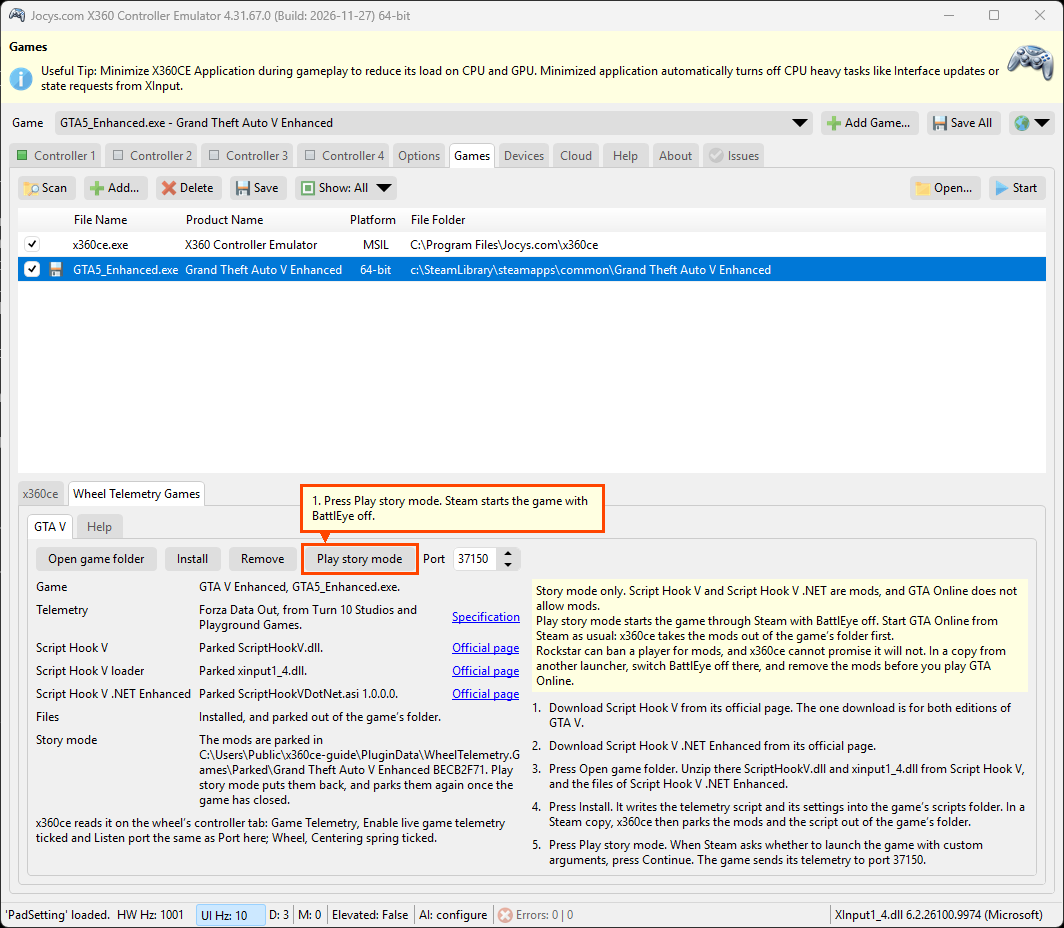 Jocys.com X360 Controller Emulator 4.31.67.0 (Build: 2026-11-27) 64-bit
Games
Useful Tip: Minimize X360CE Application during gameplay to reduce its load on CPU and GPU. Minimized application automatically turns off CPU heavy tasks like Interface updates or
state requests from XInput.
Game GTA5_Enhanced.exe - Grand Theft Auto V Enhanced Add Game... Save All
Controller 1 Controller 2 Controller 3 Controller 4 Options Games Devices Cloud Help About Issues
Scan Add... Delete Save Show: All Open... Start
File Name Product Name Platform File Folder
x360ce.exe X360 Controller Emulator MSIL C:\Program Files\Jocys.com\x360ce
GTA5_Enhanced.exe Grand Theft Auto V Enhanced 64-bit c:\SteamLibrary\steamapps\common\Grand Theft Auto V Enhanced
x360ce Wheel Telemetry Games
1. Press Play story mode. Steam starts the game with
BattlEye off.
GTA V Help
Open game folder Install Remove Play story mode Port 37150
Game GTA V Enhanced, GTA5_Enhanced.exe.
Telemetry Forza Data Out, from Turn 10 Studios and
Playground Games. Specification
Script Hook V Parked ScriptHookV.dll. Official page
Script Hook V loader Parked xinput1_4.dll. Official page
Script Hook V .NET Enhanced Parked ScriptHookVDotNet.asi 1.0.0.0. Official page
Files Installed, and parked out of the game's folder.
Story mode The mods are parked in
C:\Users\Public\x360ce-guide\PluginData\WheelTelemetry.G
ames\Parked\Grand Theft Auto V Enhanced BECB2F71. Play
story mode puts them back, and parks them again once the
game has closed.
x360ce reads it on the wheel's controller tab: Game Telemetry, Enable live game telemetry
ticked and Listen port the same as Port here; Wheel, Centering spring ticked.
Story mode only. Script Hook V and Script Hook V .NET are mods, and GTA Online does not
allow mods.
Play story mode starts the game through Steam with BattlEye off. Start GTA Online from
Steam as usual: x360ce takes the mods out of the game's folder first.
Rockstar can ban a player for mods, and x360ce cannot promise it will not. In a copy from
another launcher, switch BattlEye off there, and remove the mods before you play GTA
Online.
1. Download Script Hook V from its official page. The one download is for both editions of
GTA V.
2. Download Script Hook V .NET Enhanced from its official page.
3. Press Open game folder. Unzip there ScriptHookV.dll and xinput1_4.dll from Script Hook V,
and the files of Script Hook V .NET Enhanced.
4. Press Install. It writes the telemetry script and its settings into the game's scripts folder. In a
Steam copy, x360ce then parks the mods and the script out of the game's folder.
5. Press Play story mode. When Steam asks whether to launch the game with custom
arguments, press Continue. The game sends its telemetry to port 37150.
'PadSetting' loaded. HW Hz: 1001 UI Hz: 10 D: 3 M: 0 Elevated: False AI: configure Errors: 0 | 0 XInput1_4.dll 6.2.26100.9974 (Microsoft)